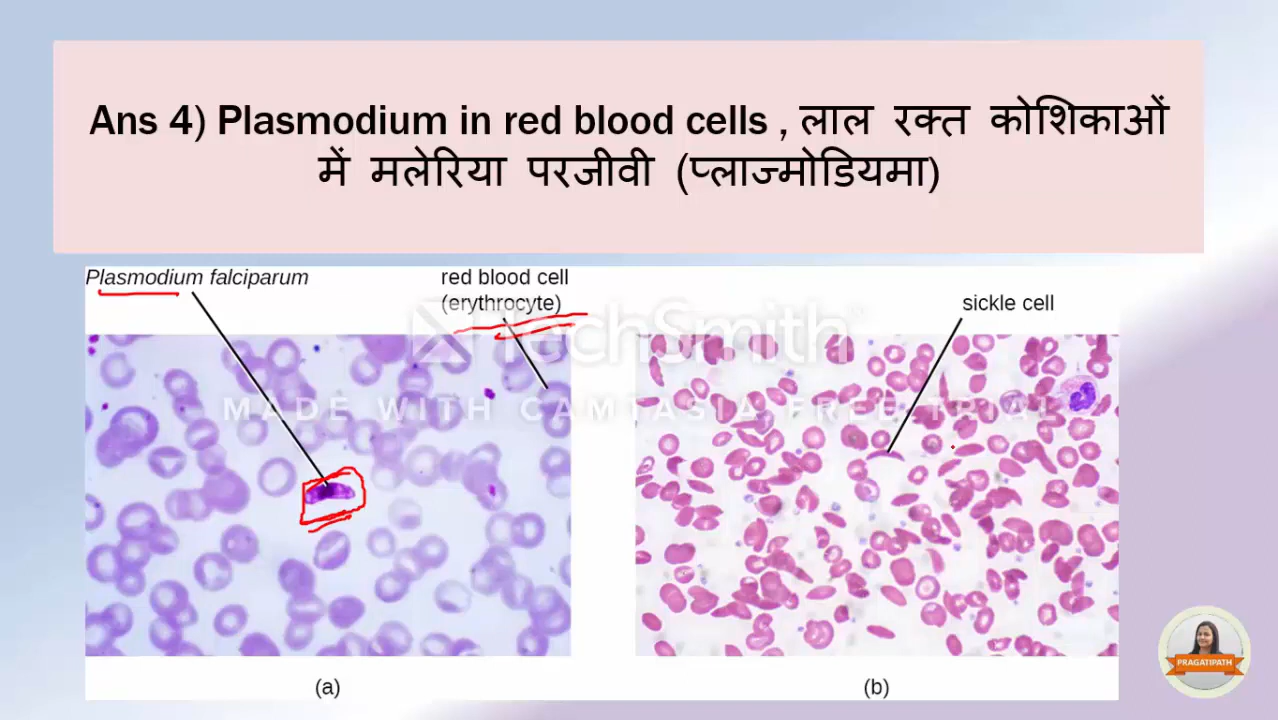 Ans 4) Plasmodium in red blood cells , लाल रक्त कोशिकाओं
में मलेरिया परजीवी (प्लाज्मोडियमा)
Plasmodium falciparum
red blood cell
(erythrocyte)
sickle cell
TechSmith
MADE WITH CAMTASIA FREE TRIAL
(a)
(b)
PRAGATIPATH